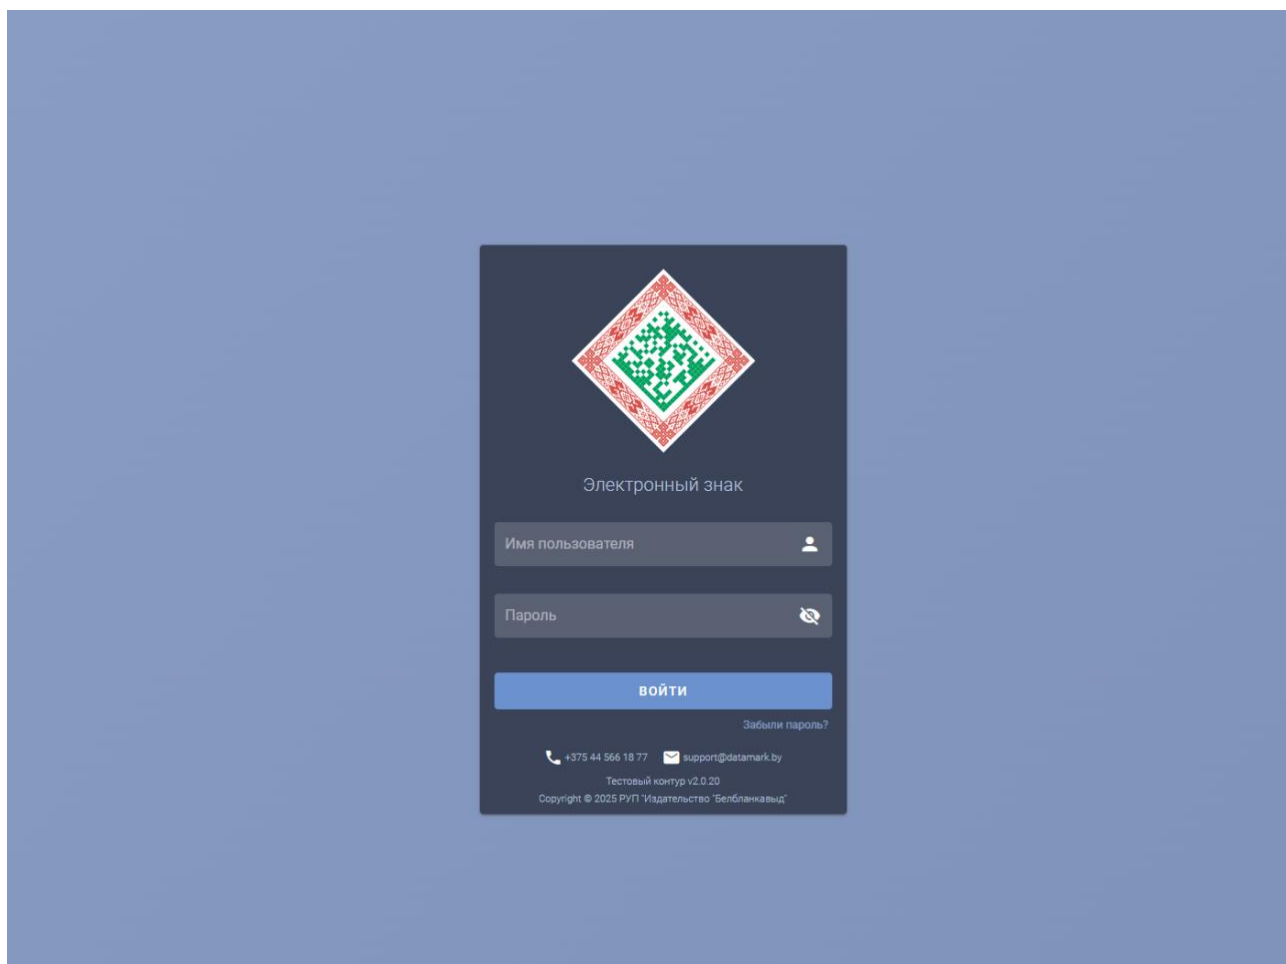 Электронный знак
Имя пользователя
Пароль
ВОЙТИ
Забыли пароль?
+375 44 566 18 77 support@datamark.by
Тестовый контур v2.0.20
Copyright © 2025 РУП "Издательство "Белбланкавыд"